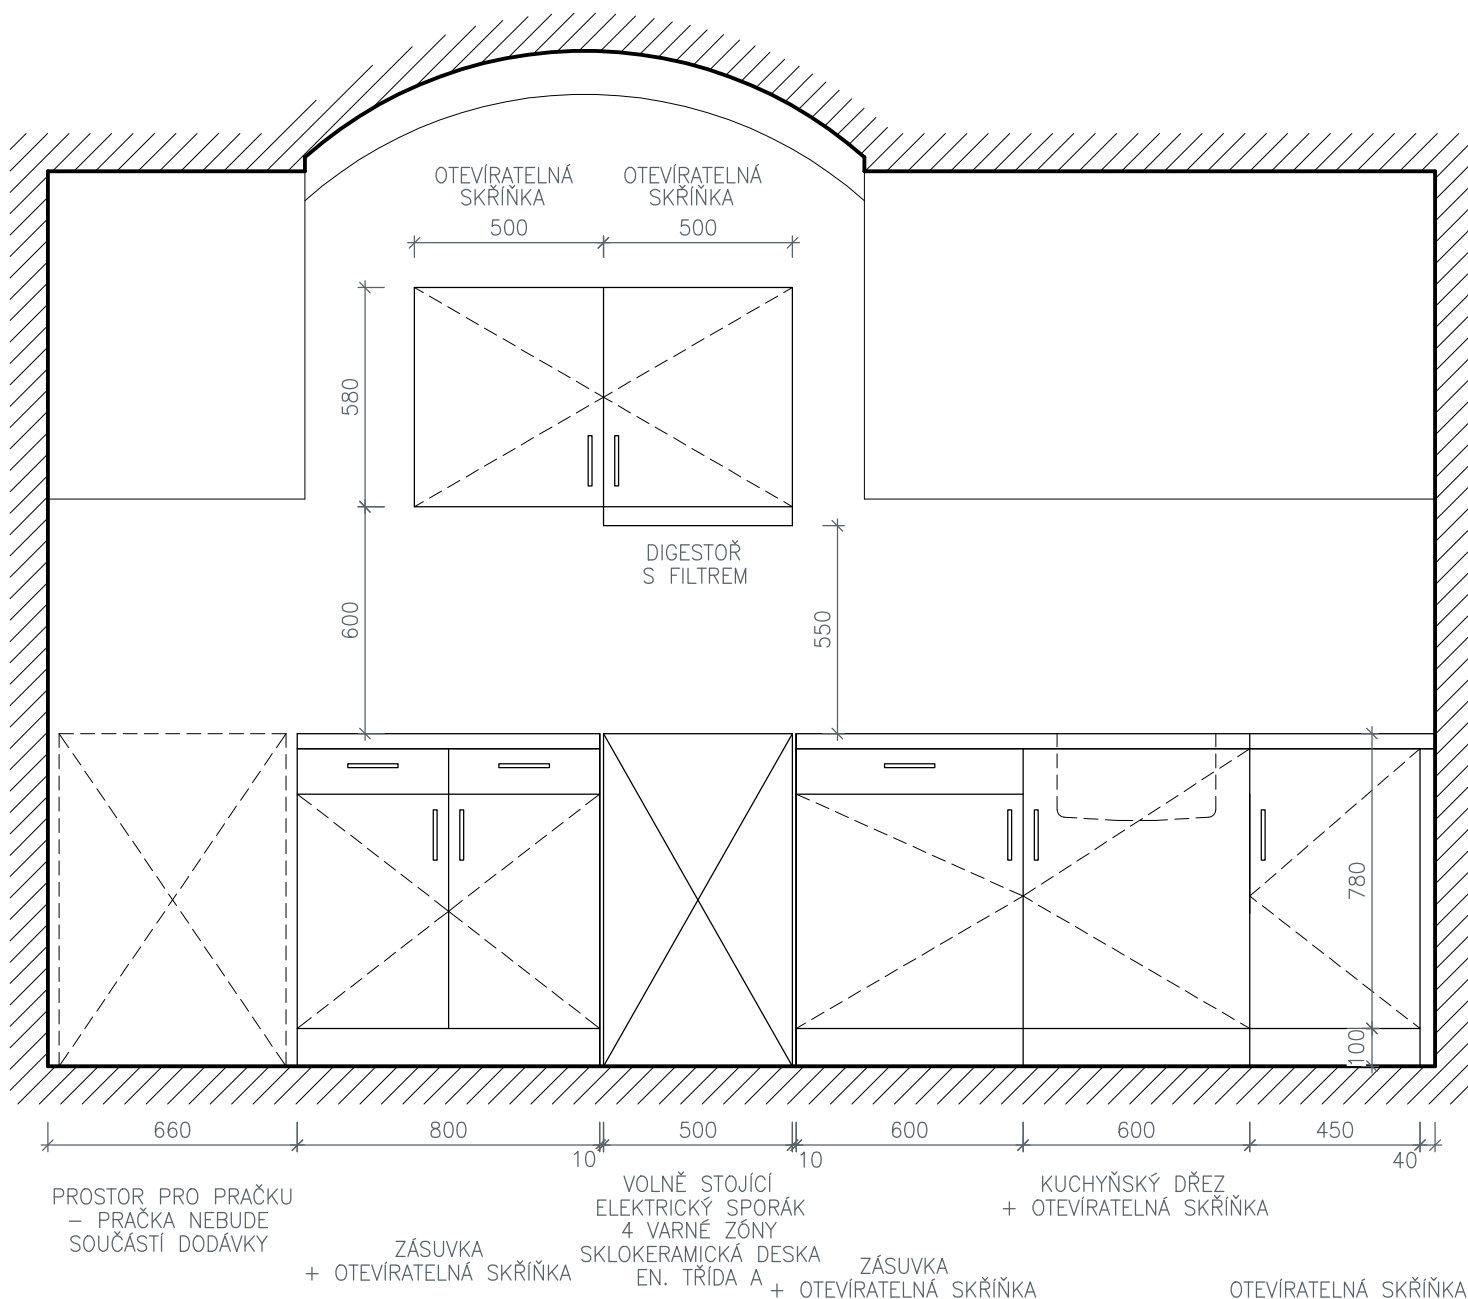 OTEVÍRATELNÁ
SKŘÍŇKA
500
OTEVÍRATELNÁ
SKŘÍŇKA
500
580
DIGESTOŘ
S FILTREM
600
550
780
100
660
800
10
500
10
600
600
450
40
PROSTOR PRO PRAČKU
– PRAČKA NEBUDE
SOUČÁSTÍ DODÁVKY
ZÁSUVKA
+ OTEVÍRATELNÁ SKŘÍŇKA
VOLNĚ STOJÍCÍ
ELEKTRICKÝ SPORÁK
4 VARNÉ ZÓNY
SKLOKERAMICKÁ DESKA
EN. TŘÍDA A
ZÁSUVKA
+ OTEVÍRATELNÁ SKŘÍŇKA
KUCHYŇSKÝ DŘEZ
+ OTEVÍRATELNÁ SKŘÍŇKA
OTEVÍRATELNÁ SKŘÍŇKA